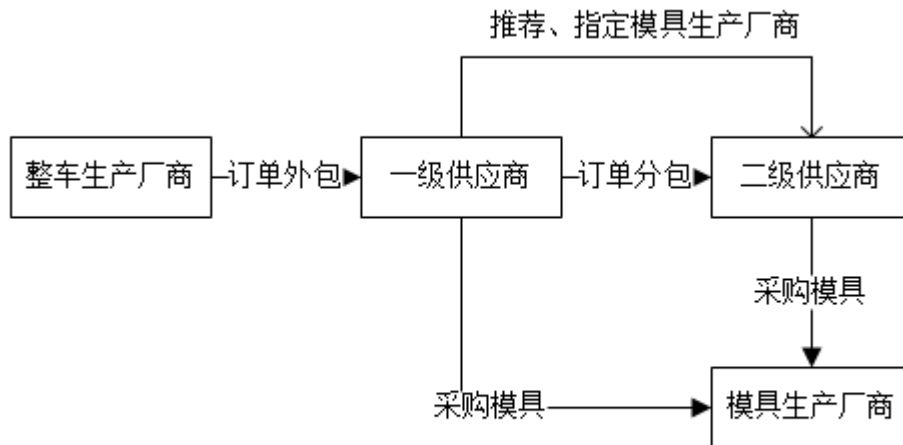 推荐、指定模具生产厂商
整车生产厂商
订单外包
一级供应商
订单分包
二级供应商
采购模具
采购模具
模具生产厂商